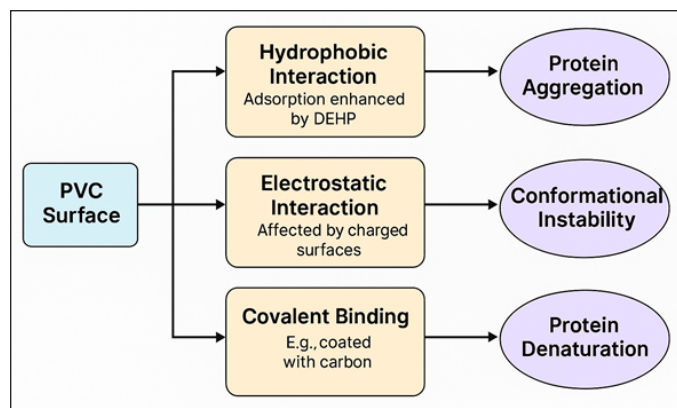 PVC
Surface
Hydrophobic
Interaction
Adsorption enhanced
by DEHP
Protein
Aggregation
Electrostatic
Interaction
Affected by charged
surfaces
Conformational
Instability
Covalent Binding
E.g., coated
with carbon
Protein
Denaturation